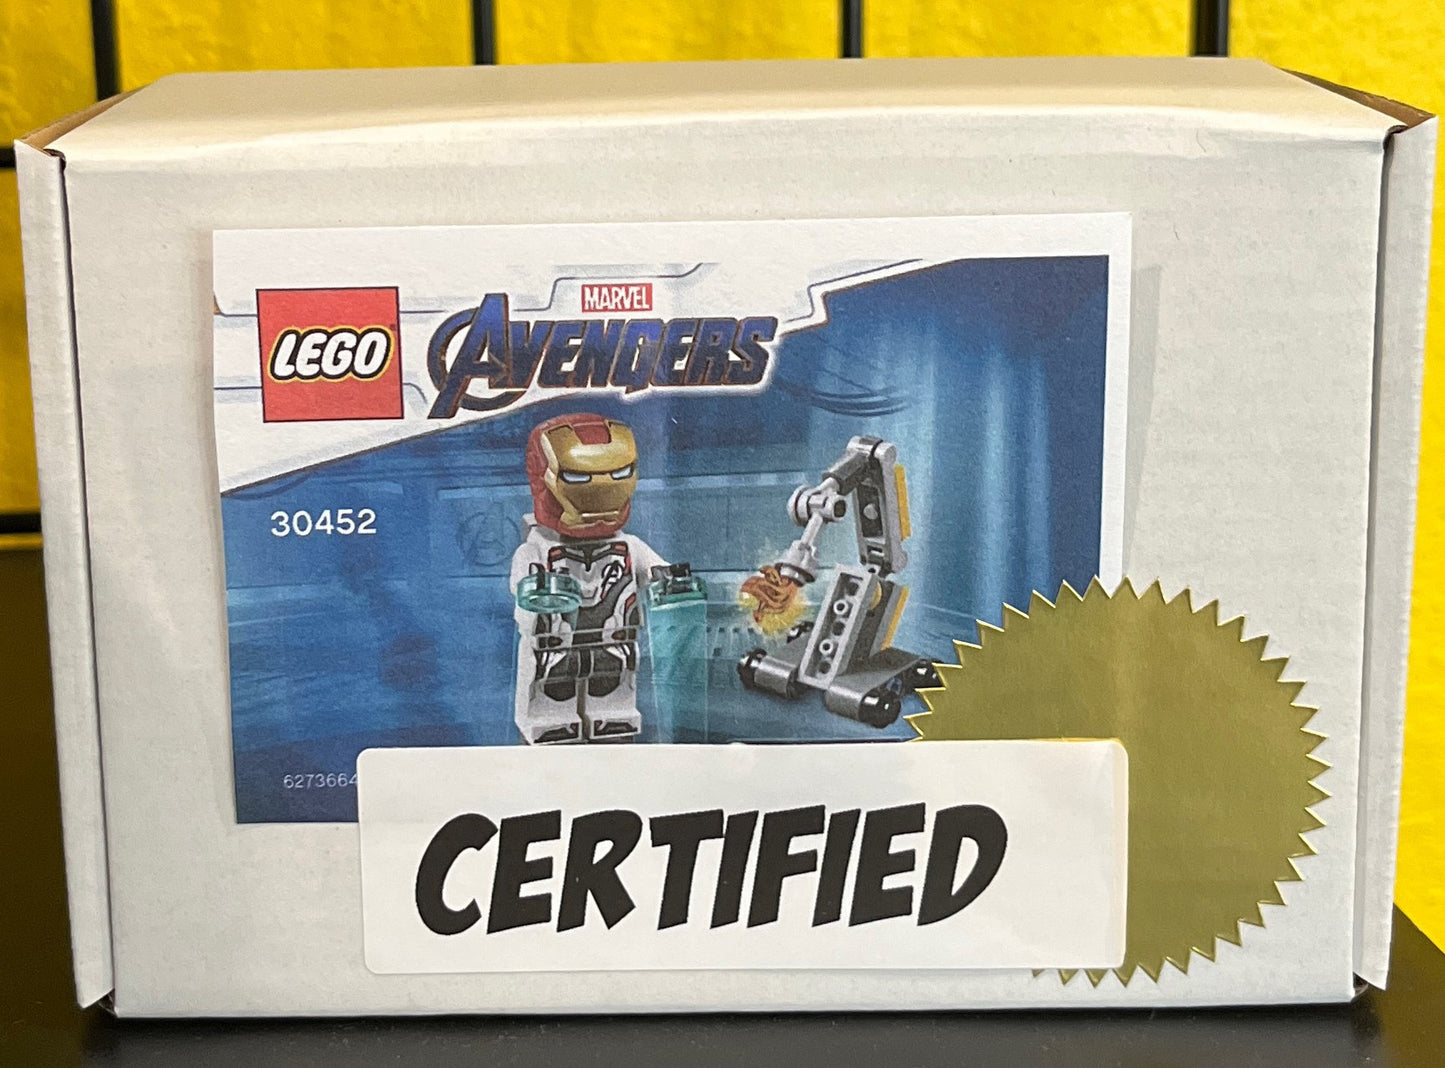 MARVEL
LEGO AVENGERS
30452
6273664
CERTIFIED